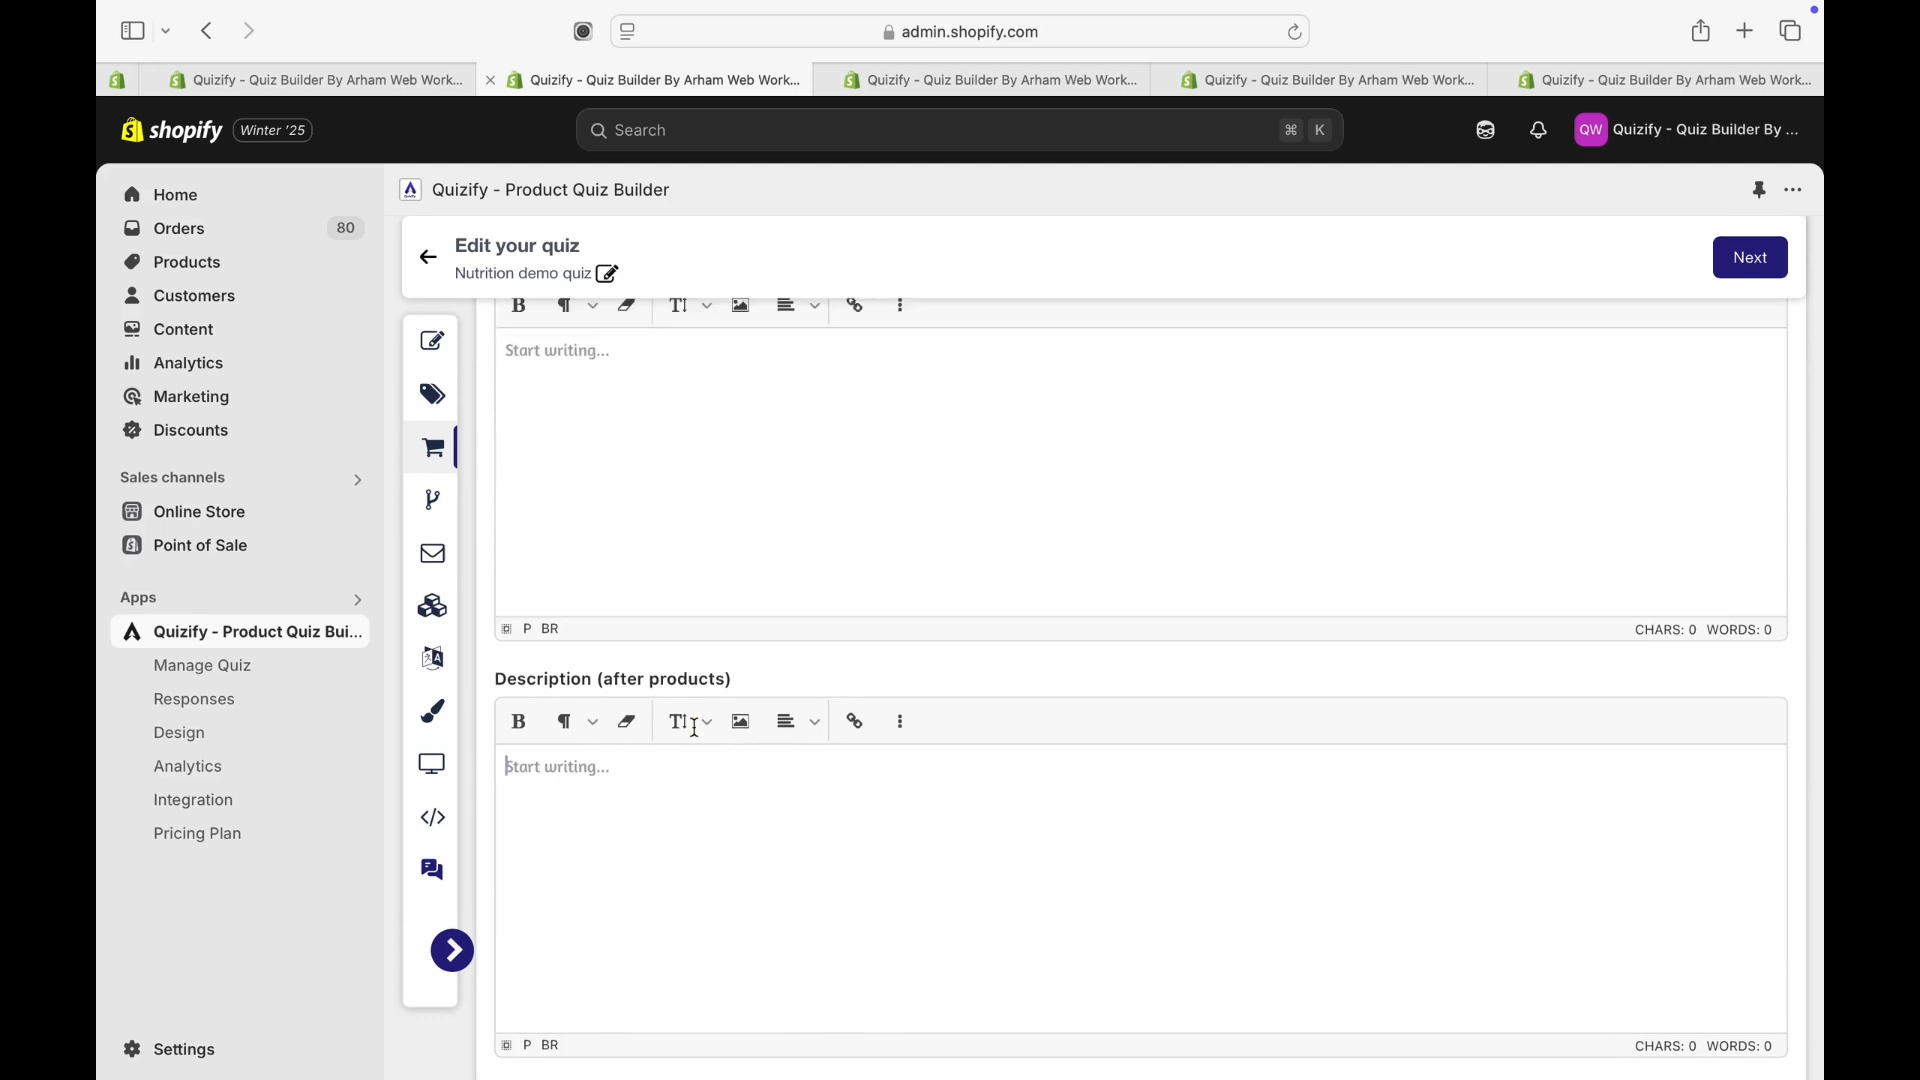 admin.shopify.com
Quizify - Quiz Builder By Arham Web Work...
Quizify - Quiz Builder By Arham Web Work...
Quizify - Quiz Builder By Arham Web Work...
Quizify - Quiz Builder By Arham Web Work...
Quizify - Quiz Builder By Arham Web Work...
shopify
Winter '25
Search
⌘ K
QW
Quizify - Quiz Builder By ...
Home
Orders
80
Products
Customers
Content
Analytics
Marketing
Discounts
Sales channels
Online Store
Point of Sale
Apps
Quizify - Product Quiz Bui...
Manage Quiz
Responses
Design
Analytics
Integration
Pricing Plan
Settings
Quizify - Product Quiz Builder
Edit your quiz
Nutrition demo quiz
Next
Start writing...
P BR
CHARS: 0 WORDS: 0
Description (after products)
Start writing...
P BR
CHARS: 0 WORDS: 0